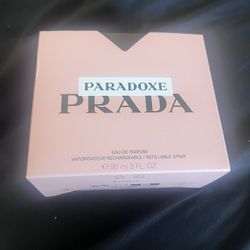 PARADOXE
PRADA
EAU DE PARFUM
VAPORISATEUR RECHARGEABLE / REFILLABLE SPRAY
℮ 90 ml 3 FL. OZ.